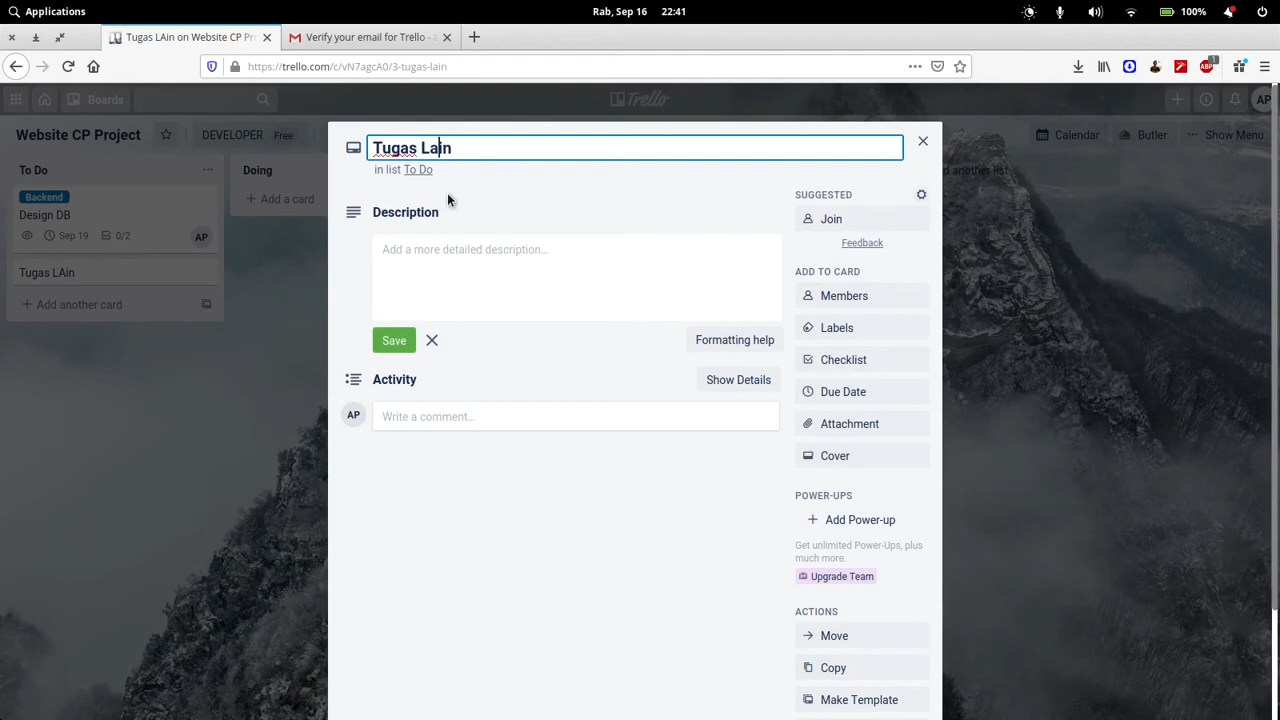 Applications
Rab, Sep 16 22:41
100%
Tugas LAin on Website CP Pr
Verify your email for Trello -
https://trello.com/c/vN7agcA0/3-tugas-lain
ABP
1
Boards
Trello
AP
Website CP Project
DEVELOPER
Free
Calendar
Butler
Show Menu
To Do
Backend
Design DB
Sep 19
0/2
AP
Tugas LAin
Add another card
Doing
Add a card
another list
Tugas Lain
in list To Do
Description
Add a more detailed description…
Save
Formatting help
Activity
Show Details
AP
Write a comment…
SUGGESTED
Join
Feedback
ADD TO CARD
Members
Labels
Checklist
Due Date
Attachment
Cover
POWER-UPS
Add Power-up
Get unlimited Power-Ups, plus
much more.
Upgrade Team
ACTIONS
Move
Copy
Make Template